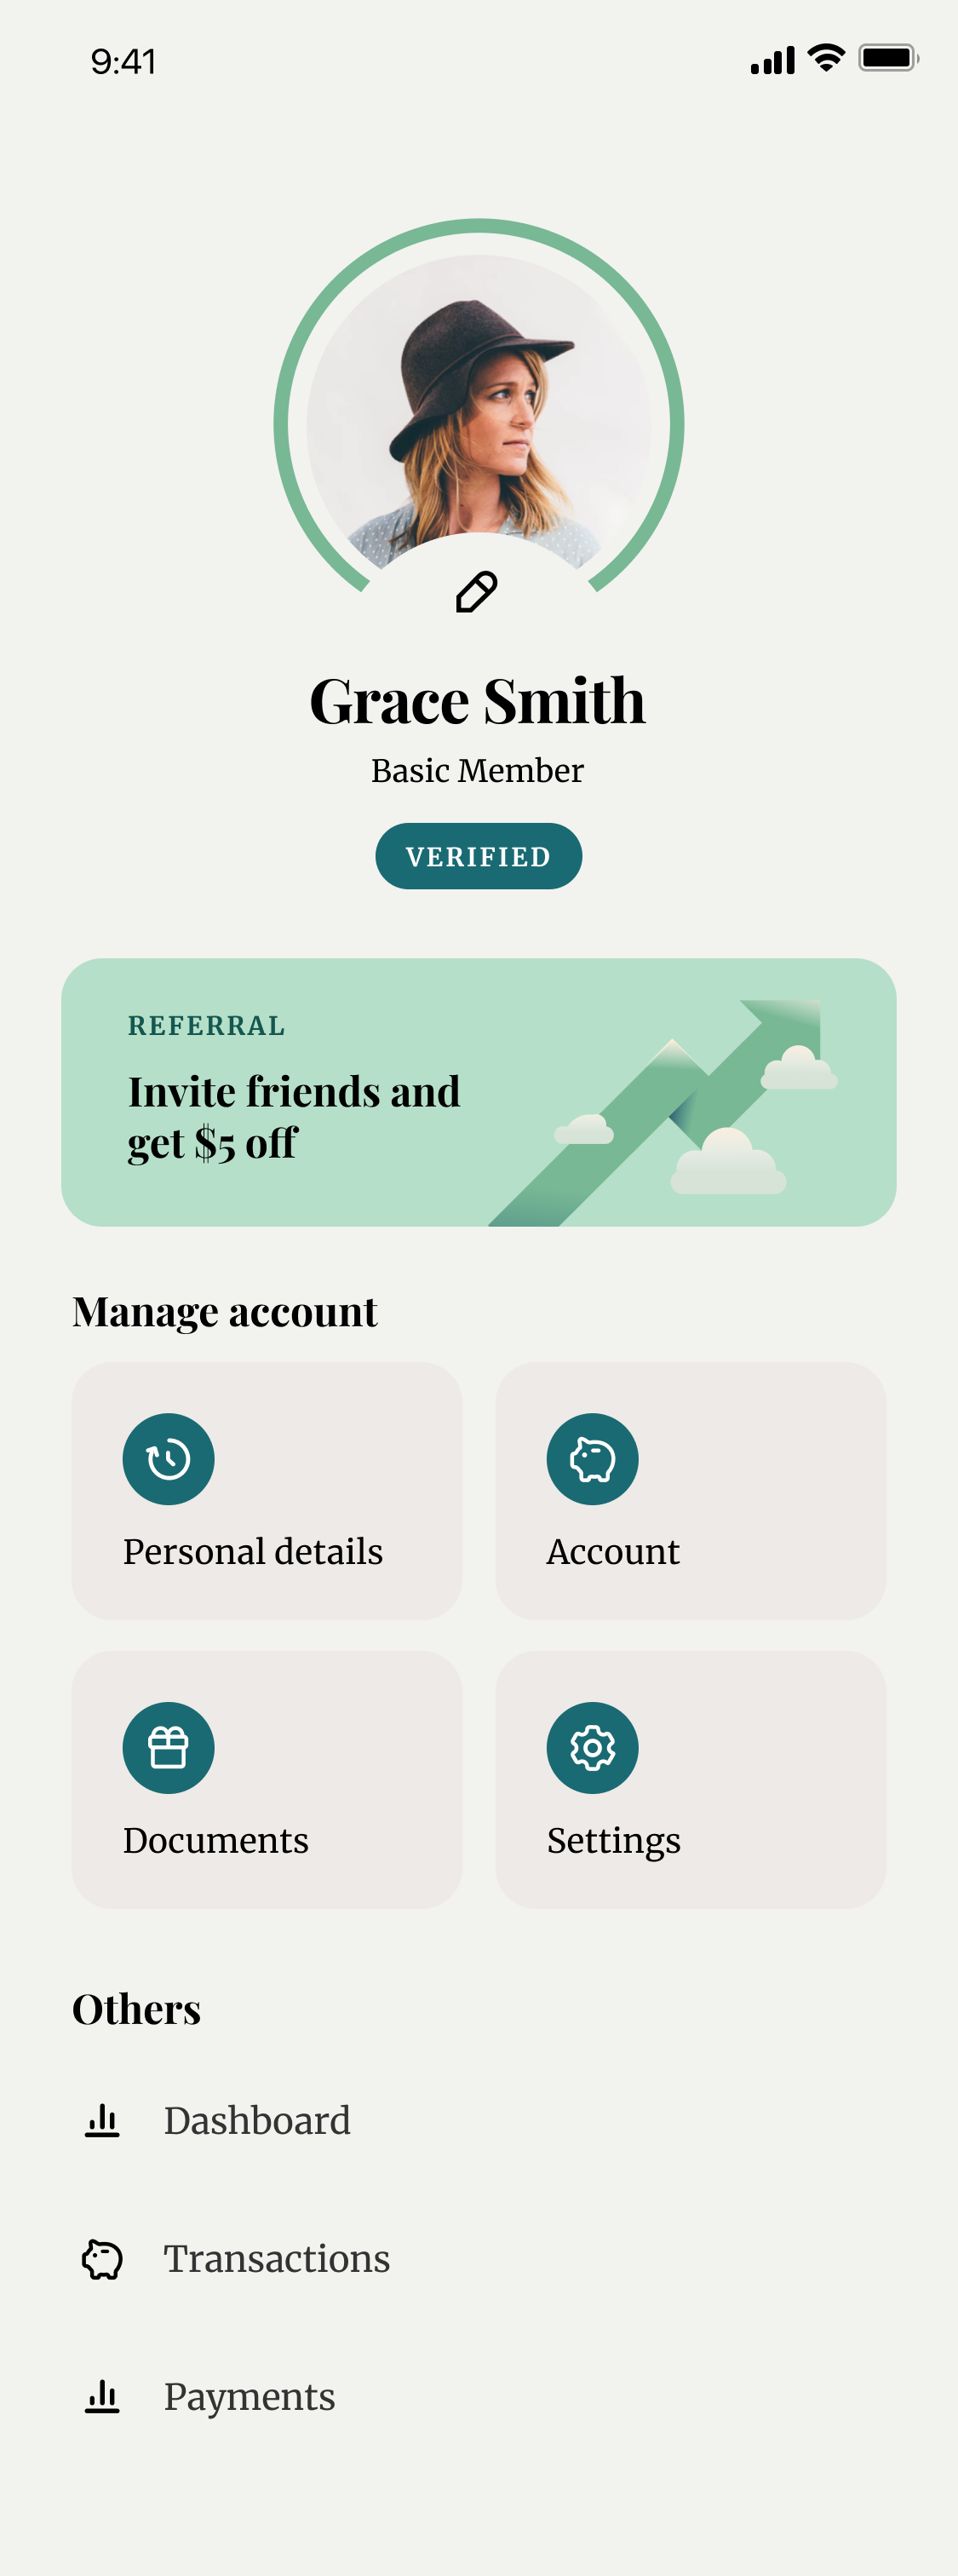 9:41
Grace Smith
Basic Member
VERIFIED
REFERRAL
Invite friends and
get $5 off
Manage account
Personal details
Account
Documents
Settings
Others
Dashboard
Transactions
Payments